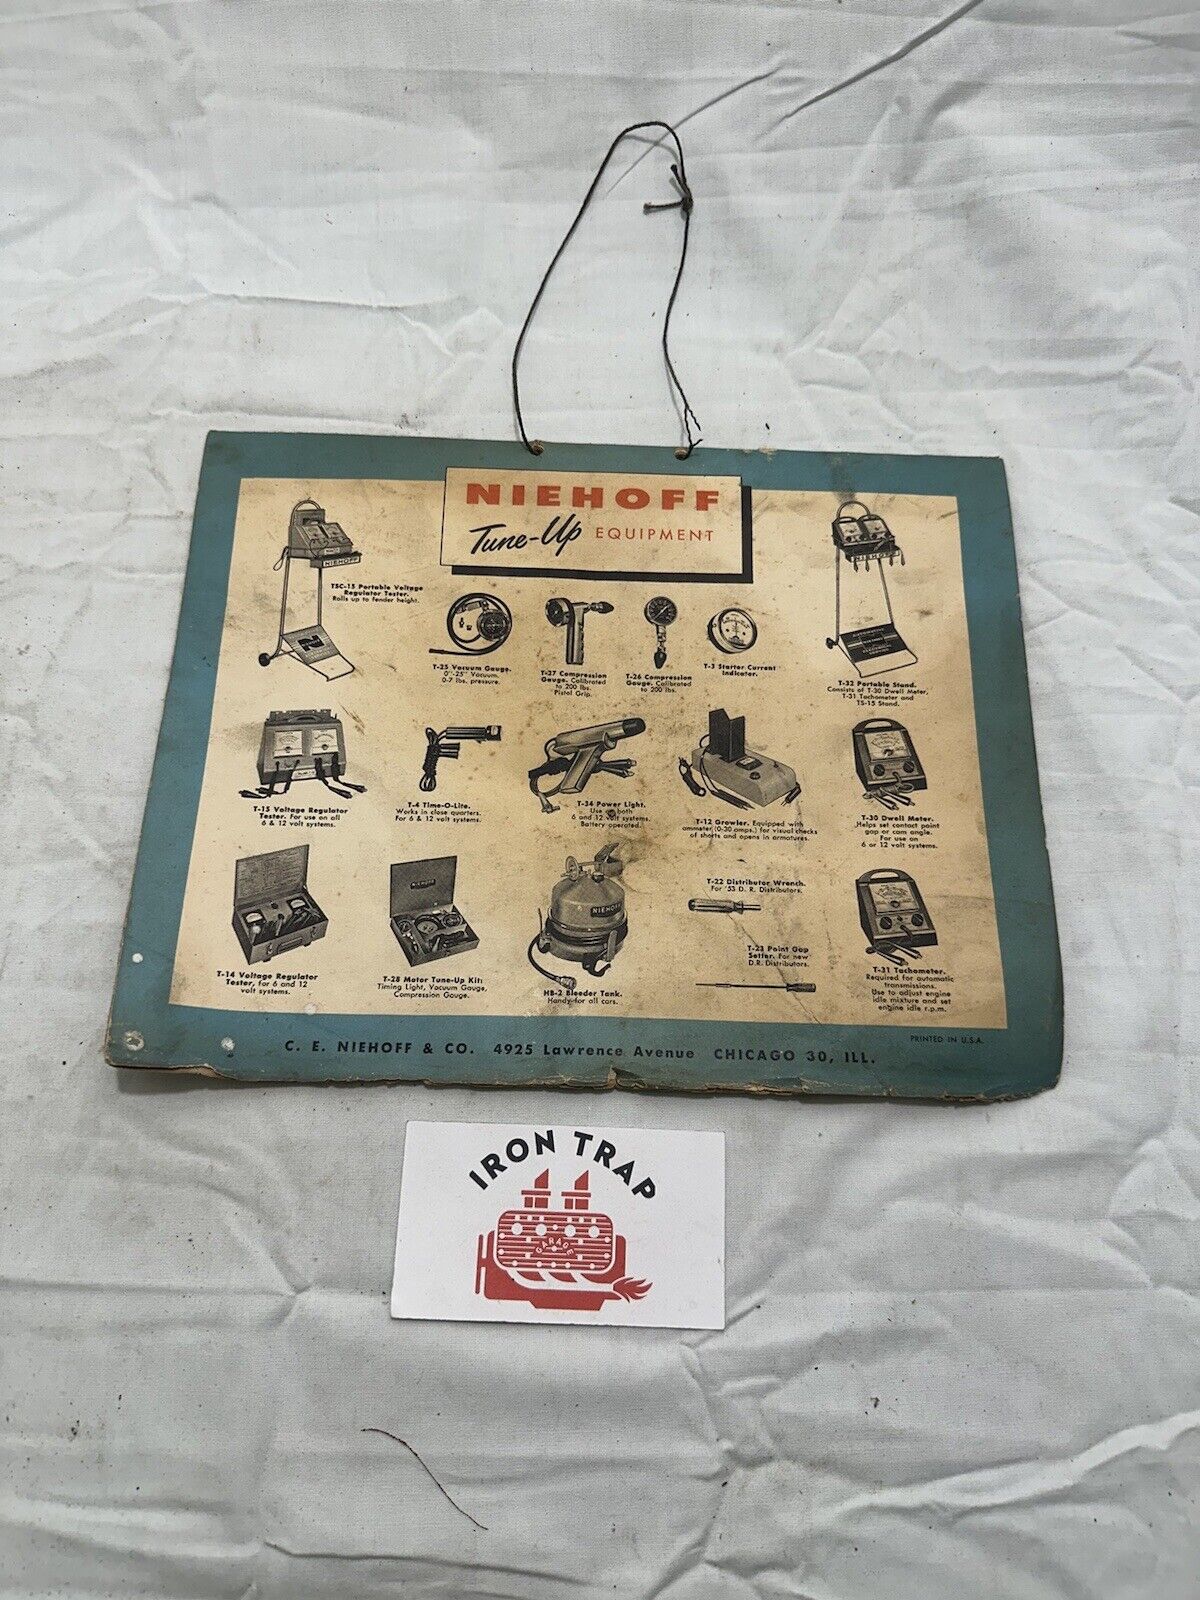 NIEHOFF
Tune-Up EQUIPMENT
NIEHOFF
TSC-15 Portable Voltage
Regulator Tester.
Rolls up to fender height.
N
T-25 Vacuum Gauge.
0"-25" Vacuum.
0-7 lbs. pressure.
T-27 Compression
Gauge. Calibrated
to 200 lbs.
Pistol Grip.
T-26 Compression
Gauge. Calibrated
to 200 lbs.
T-3 Starter Current
Indicator.
NIEHOFF
T-32 Portable Stand.
Consists of T-30 Dwell Meter,
T-31 Tachometer and
TS-15 Stand.
T-15 Voltage Regulator
Tester. For use on all
6 & 12 volt systems.
T-4 Time-O-Lite.
Works in close quarters.
For 6 & 12 volt systems.
T-34 Power Light.
Use on both
6 and 12 volt systems.
Battery operated.
T-12 Growler. Equipped with
ammeter (0-30 amps.) for visual checks
of shorts and opens in armatures.
T-30 Dwell Meter.
Helps set contact point
gap or cam angle.
For use on
6 or 12 volt systems.
T-14 Voltage Regulator
Tester, for 6 and 12
volt systems.
NIEHOFF
T-28 Motor Tune-Up Kit:
Timing Light, Vacuum Gauge,
Compression Gauge.
NIEHOFF
HB-2 Bleeder Tank.
Handy for all cars.
T-22 Distributor Wrench.
For '53 D. R. Distributors.
T-23 Point Gap
Setter. For new
D.R. Distributors.
T-31 Tachometer.
Required for automatic
transmissions.
Use to adjust engine
idle mixture and set
engine idle r.p.m.
PRINTED IN U.S.A.
C. E. NIEHOFF & CO. 4925 Lawrence Avenue CHICAGO 30, ILL.
IRON TRAP
GARAGE